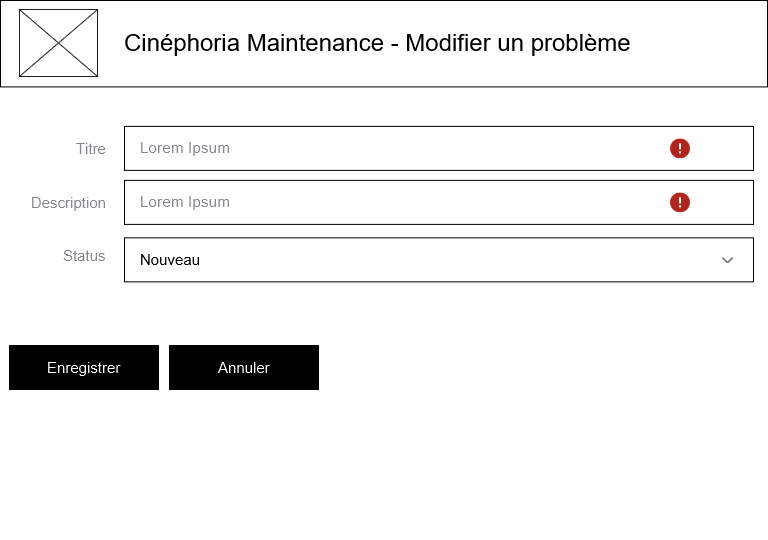 Cinéphoria Maintenance - Modifier un problème
Titre
Lorem Ipsum
Description
Lorem Ipsum
Status
Nouveau
Enregistrer
Annuler